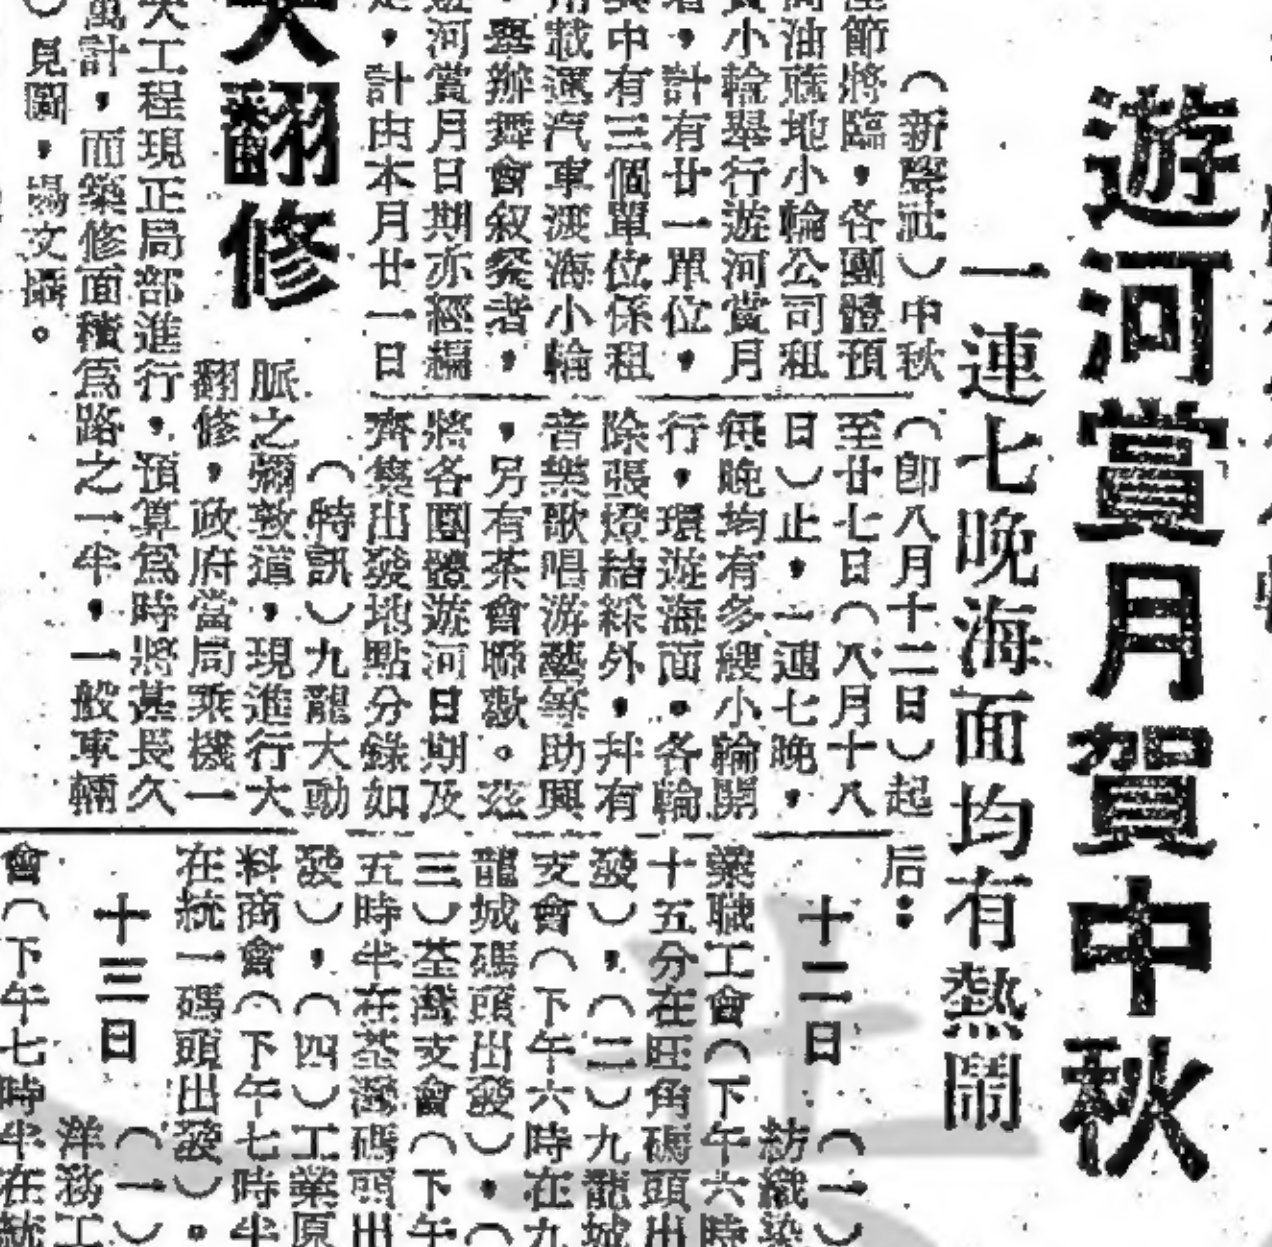 遊河賞月賀中秋
一連七晚海面均有熱鬧
（新聲社）中秋
節將臨，各團體預
油蔴地小輪公司租
小輪舉行遊河賞月
，計有廿一單位，
中有三個單位係租
載運汽車渡海小輪
，舉辦舞會叙餐者，
河賞月日期亦經編
，計由本月廿一日
（即八月十二日）起
至廿七日（八月十八
日）止，一連七晚，
每晚均有多艘小輪開
行，環遊海面。各輪
除張燈結綵外，幷有
音樂歌唱游藝等助興
，另有茶會聯歡。茲
將各團體遊河日期及
齊集出發地點分錄如
后：
十二日
（一）
紡織染
業職工會（下午六時
十五分在旺角碼頭出
發），（二）九龍城
支會（下午六時在九
龍城碼頭出發）。（
三）荃灣支會（下午
五時半在荃灣碼頭出
發），（四）工業原
料商會（下午七時半
在統一碼頭出發）。
十三日
（一）
洋務工
會（下午七時半在統
大翻修
（特訊）九龍大動
脈之彌敦道，現進行大
翻修，政府當局乘機一
工程現正局部進行，預算爲時將甚長久
萬計，而築修面積爲路之一半，一般車輛
）見圖，楊文攝。